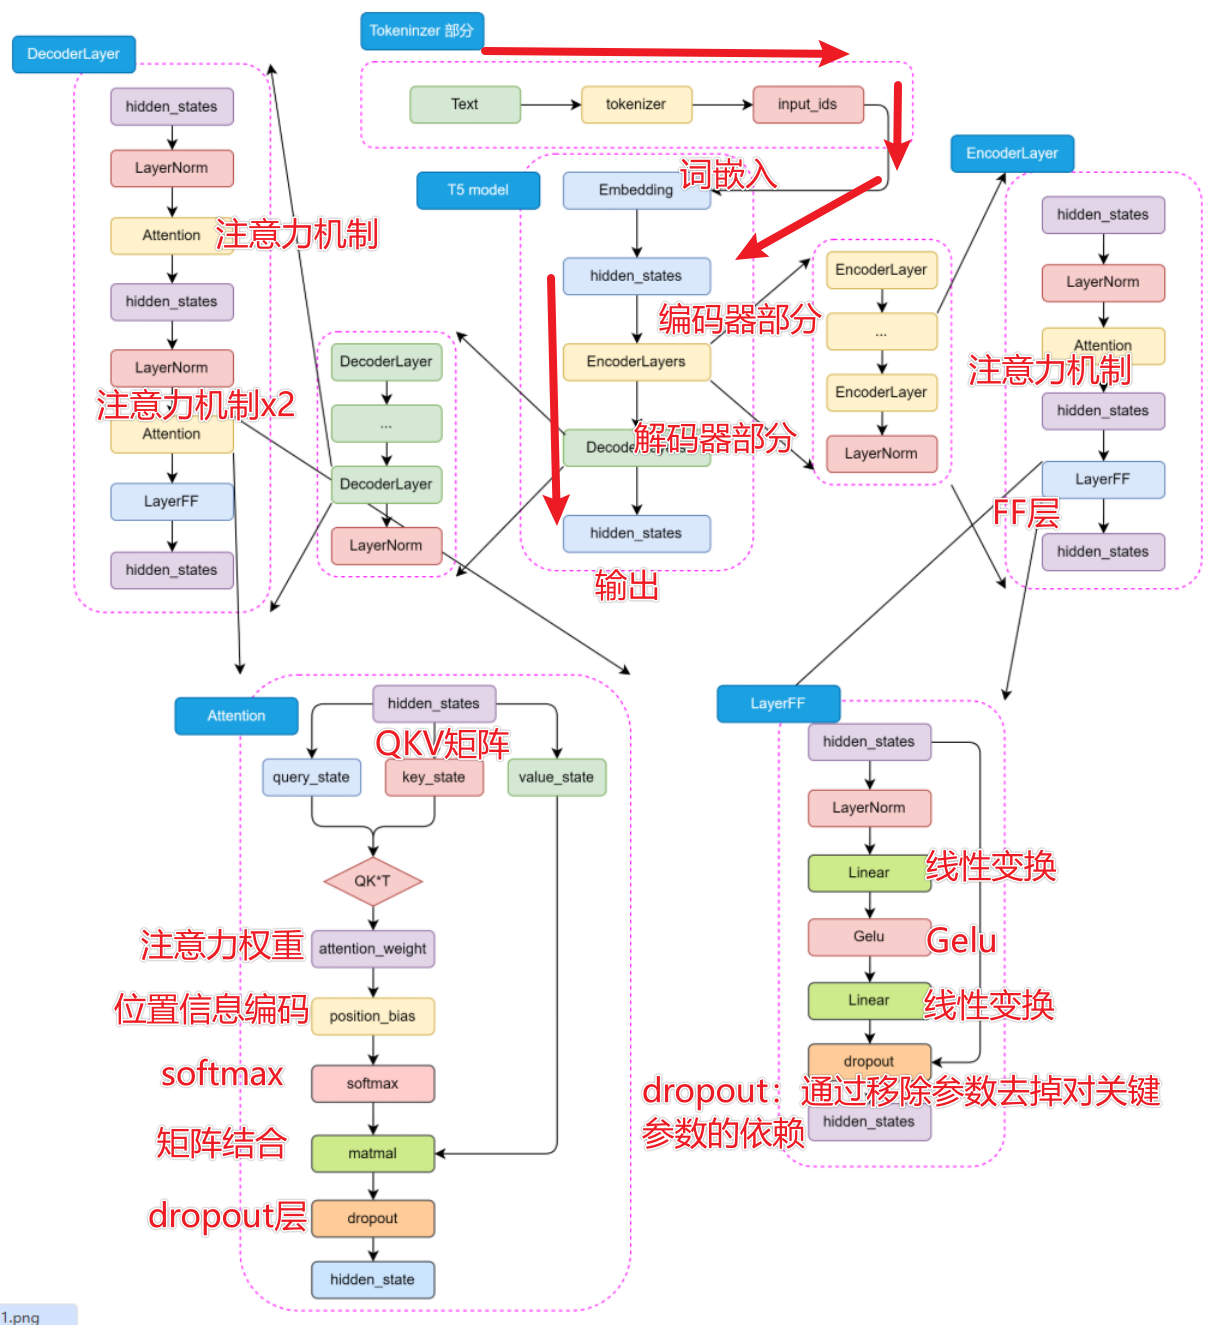 Tokeninzer 部分
Text
tokenizer
input_ids
DecoderLayer
hidden_states
LayerNorm
Attention
注意力机制
hidden_states
LayerNorm
注意力机制x2
Attention
LayerFF
hidden_states
DecoderLayer
...
DecoderLayer
LayerNorm
T5 model
Embedding
词嵌入
hidden_states
编码器部分
EncoderLayers
解码器部分
hidden_states
输出
EncoderLayer
...
EncoderLayer
LayerNorm
EncoderLayer
hidden_states
LayerNorm
Attention
注意力机制
hidden_states
LayerFF
FF层
hidden_states
Attention
hidden_states
QKV矩阵
query_state
key_state
value_state
QK*T
注意力权重
attention_weight
位置信息编码
position_bias
softmax
softmax
矩阵结合
matmal
dropout层
dropout
hidden_state
LayerFF
hidden_states
LayerNorm
Linear
线性变换
Gelu
Gelu
Linear
线性变换
dropout
dropout：通过移除参数去掉对关键
参数的依赖
hidden_states
1.png